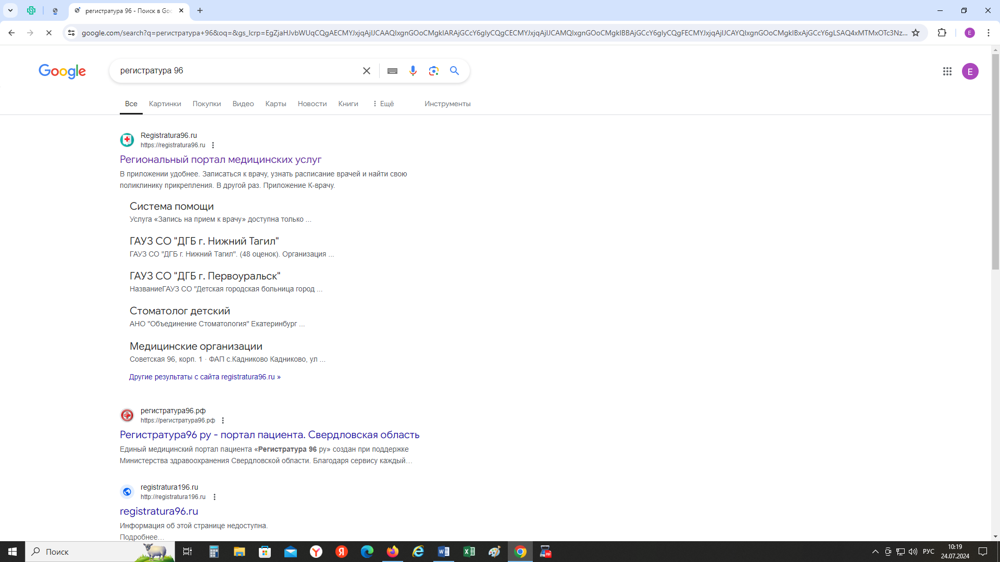 регистратура 96 - Поиск в Goo
google.com/search?q=регистратура+96&oq=&gs_lcrp=EgZjaHJvbWUqCQgAECMYJxjqAjIJCAAQIxgnGOoCMgkIARAjGCcY6gIyCQgCECMYJxjqAjIJCAMQIxgnGOoCMgkIBBAjGCcY6gIyCQgFECMYJxjqAjIJCAYQIxgnGOoCMgkIBxAjGCcY6gLSAQ4xMTMxOTc3Nz...
E
Google
регистратура 96
E
Все
Картинки
Покупки
Видео
Карты
Новости
Книги
Ещё
Инструменты
Registratura96.ru
https://registratura96.ru
Региональный портал медицинских услуг
В приложении удобнее. Записаться к врачу, узнать расписание врачей и найти свою
поликлинику прикрепления. В другой раз. Приложение К-врачу.
Система помощи
Услуга «Запись на прием к врачу» доступна только ...
ГАУЗ СО "ДГБ г. Нижний Тагил"
ГАУЗ СО "ДГБ г. Нижний Тагил". (48 оценок). Организация ...
ГАУЗ СО "ДГБ г. Первоуральск"
НазваниеГАУЗ СО "Детская городская больница город ...
Стоматолог детский
АНО "Объединение Стоматология" Екатеринбург ...
Медицинские организации
Советская 96, корп. 1 · ФАП с.Кадниково Кадниково, ул ...
Другие результаты с сайта registratura96.ru »
регистратура96.рф
https://регистратура96.рф
Регистратура96 ру - портал пациента. Свердловская область
Единый медицинский портал пациента «Регистратура 96 ру» создан при поддержке
Министерства здравоохранения Свердловской области. Благодаря сервису каждый...
registratura196.ru
http://registratura196.ru
registratura96.ru
Информация об этой странице недоступна.
Подробнее...
Поиск
РУС
10:19
24.07.2024